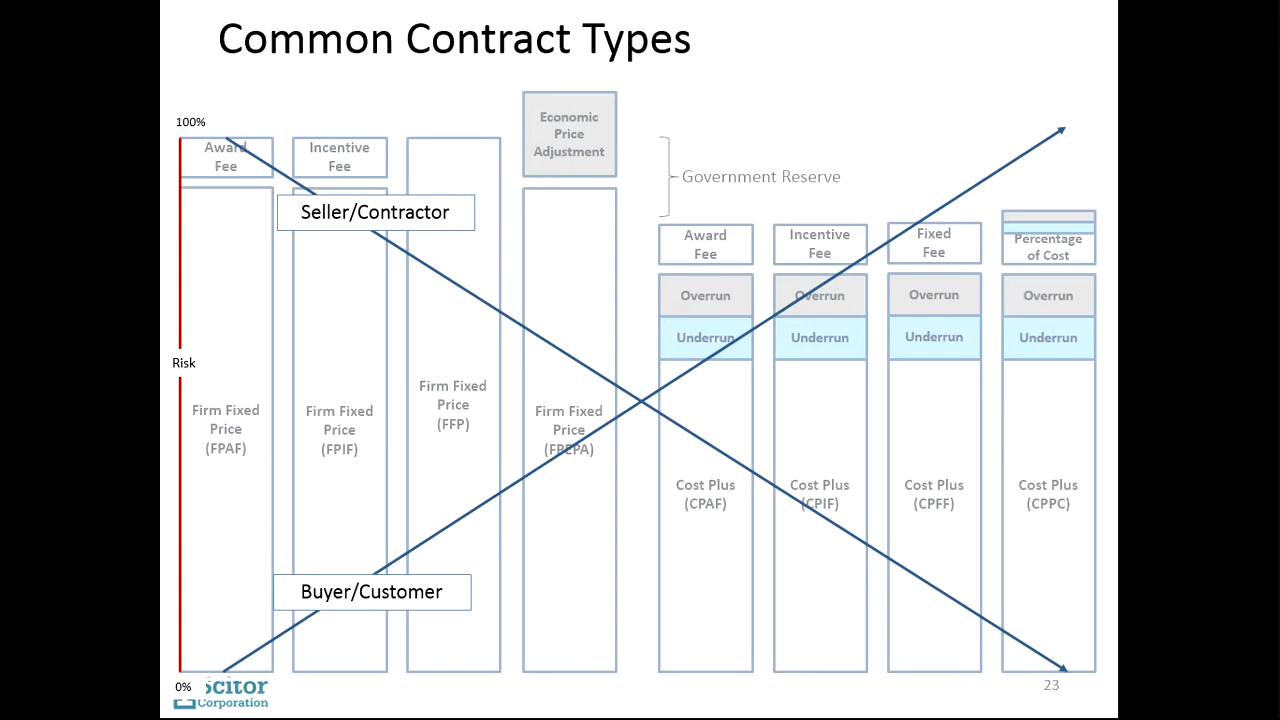 Common Contract Types
100%
Risk
0%
Award
Fee
Firm Fixed
Price
(FPAF)
Incentive
Fee
Firm Fixed
Price
(FPIF)
Firm Fixed
Price
(FFP)
Economic
Price
Adjustment
Firm Fixed
Price
(FPEPA)
Seller/Contractor
Buyer/Customer
Government Reserve
Award
Fee
Overrun
Underrun
Cost Plus
(CPAF)
Incentive
Fee
Overrun
Underrun
Cost Plus
(CPIF)
Fixed
Fee
Overrun
Underrun
Cost Plus
(CPFF)
Percentage
of Cost
Overrun
Underrun
Cost Plus
(CPPC)
Scitor
Corporation
23